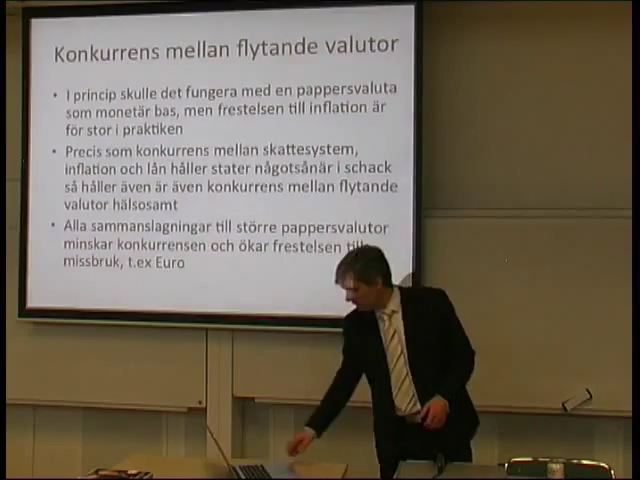 Konkurrens mellan flytande valutor
• I princip skulle det fungera med en pappersvaluta
som monetär bas, men frestelsen till inflation är
för stor i praktiken
• Precis som konkurrens mellan skattesystem,
inflation och lån håller stater någotsånär i schack
så håller även är även konkurrens mellan flytande
valutor hälsosamt
• Alla sammanslagningar till större pappersvalutor
minskar konkurrensen och ökar frestelsen till
missbruk, t.ex Euro